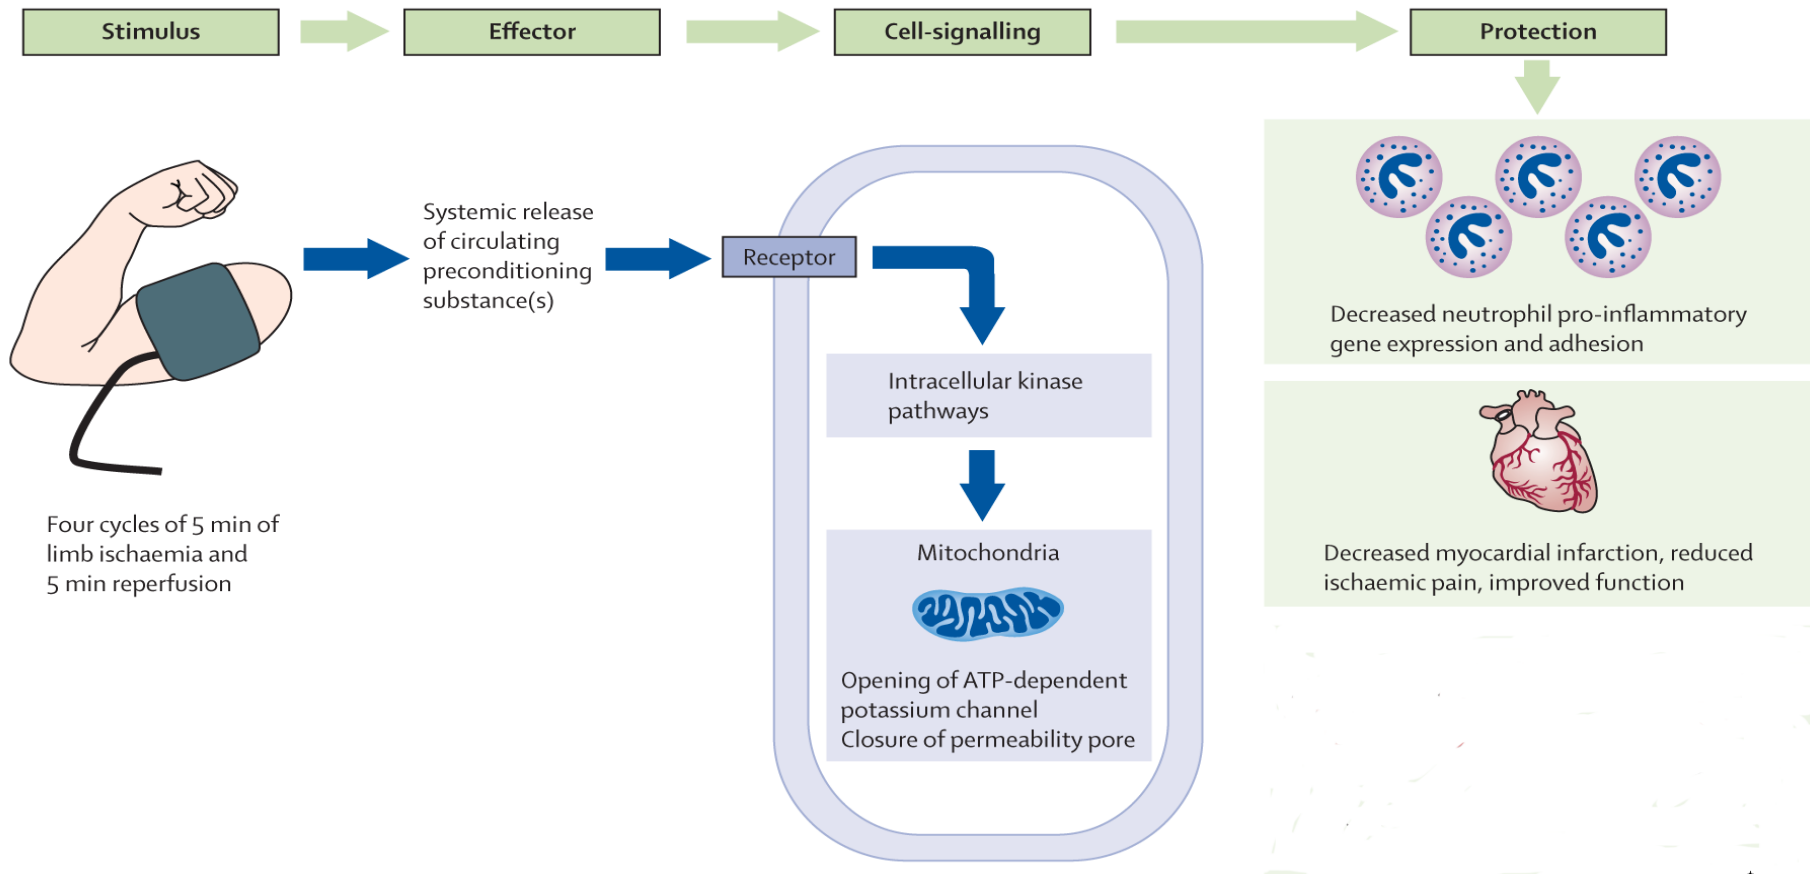 Stimulus
Effector
Cell-signalling
Protection
Four cycles of 5 min of
limb ischaemia and
5 min reperfusion
Systemic release
of circulating
preconditioning
substance(s)
Receptor
Intracellular kinase
pathways
Mitochondria
Opening of ATP-dependent
potassium channel
Closure of permeability pore
Decreased neutrophil pro-inflammatory
gene expression and adhesion
Decreased myocardial infarction, reduced
ischaemic pain, improved function